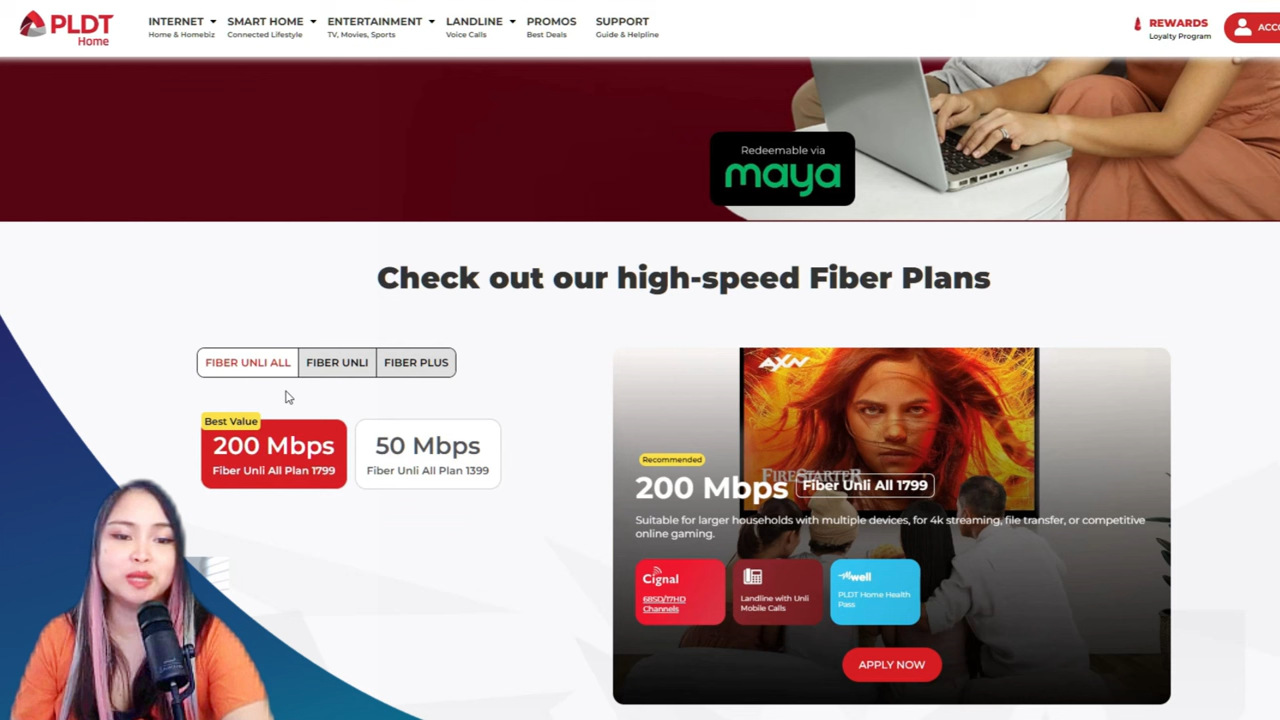 PLDT
Home
INTERNET
Home & Homebiz
SMART HOME
Connected Lifestyle
ENTERTAINMENT
TV, Movies, Sports
LANDLINE
Voice Calls
PROMOS
Best Deals
SUPPORT
Guide & Helpline
REWARDS
Loyalty Program
ACCO
Redeemable via
maya
Check out our high-speed Fiber Plans
FIBER UNLI ALL
FIBER UNLI
FIBER PLUS
Best Value
200 Mbps
Fiber Unli All Plan 1799
50 Mbps
Fiber Unli All Plan 1399
AXN
FIRESTARTER
Recommended
200 Mbps
Fiber Unli All 1799
Suitable for larger households with multiple devices, for 4k streaming, file transfer, or competitive
online gaming.
Cignal
68SD/17HD
Channels
Landline with Unli
Mobile Calls
well
PLDT Home Health
Pass
APPLY NOW